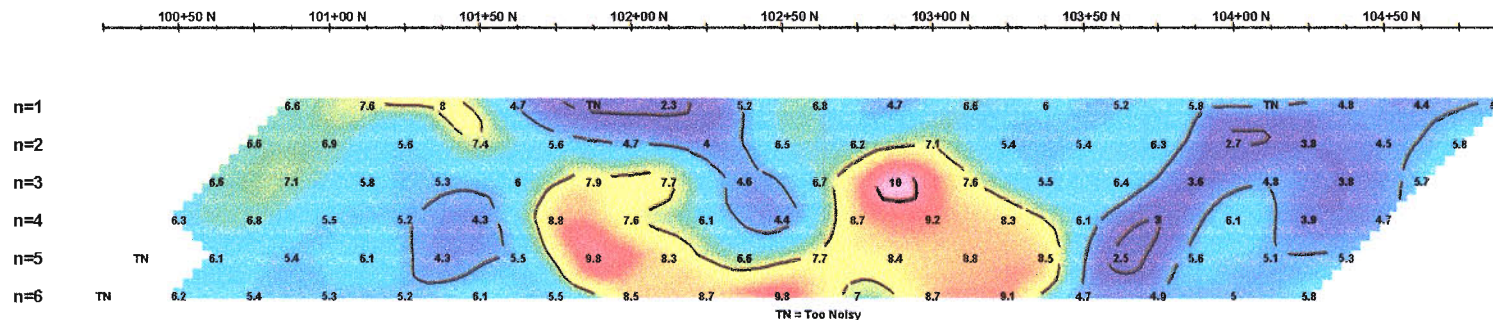 100+50 N 101+00 N 101+50 N 102+00 N 102+50 N 103+00 N 103+50 N 104+00 N 104+50 N
n=1 6.6 7.6 8 4.7 TN 2.3 5.2 6.8 4.7 6.6 6 5.2 5.8 TN 4.8 4.4
n=2 6.6 6.9 5.6 7.4 5.6 4.7 4 6.5 6.2 7.1 5.4 5.4 6.3 2.7 3.8 4.5 5.8
n=3 6.6 7.1 5.8 5.3 6 7.9 7.7 4.6 6.7 10 7.6 5.5 6.4 3.6 4.8 3.8 5.7
n=4 6.3 6.8 5.5 5.2 4.3 8.8 7.6 6.1 4.4 8.7 9.2 8.3 6.1 3 6.1 3.9 4.7
n=5 TN 6.1 5.4 6.1 4.3 5.5 9.8 8.3 6.6 7.7 8.4 8.8 8.5 2.5 5.6 5.1 5.3
n=6 TN 6.2 5.4 5.3 5.2 6.1 5.5 8.5 8.7 9.8 7 8.7 9.1 4.7 4.9 5 5.8
TN = Too Noisy